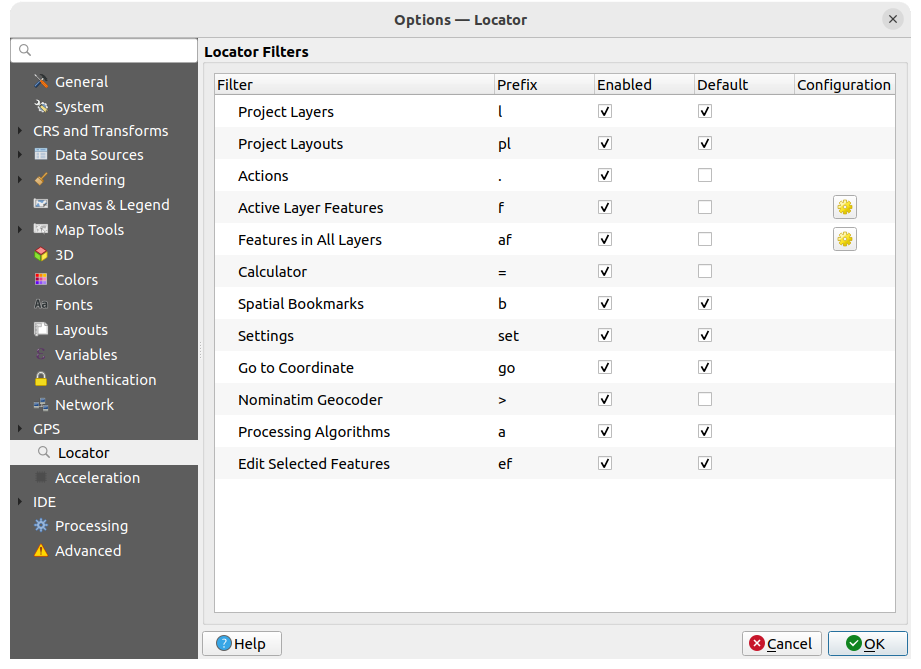 Options — Locator
Locator Filters
General
System
CRS and Transforms
Data Sources
Rendering
Canvas & Legend
Map Tools
3D
Colors
Aa Fonts
Layouts
Variables
Authentication
Network
GPS
Locator
Acceleration
IDE
Processing
Advanced
Filter Prefix Enabled Default Configuration
Project Layers l
Project Layouts pl
Actions .
Active Layer Features f
Features in All Layers af
Calculator =
Spatial Bookmarks b
Settings set
Go to Coordinate go
Nominatim Geocoder >
Processing Algorithms a
Edit Selected Features ef
? Help Cancel OK